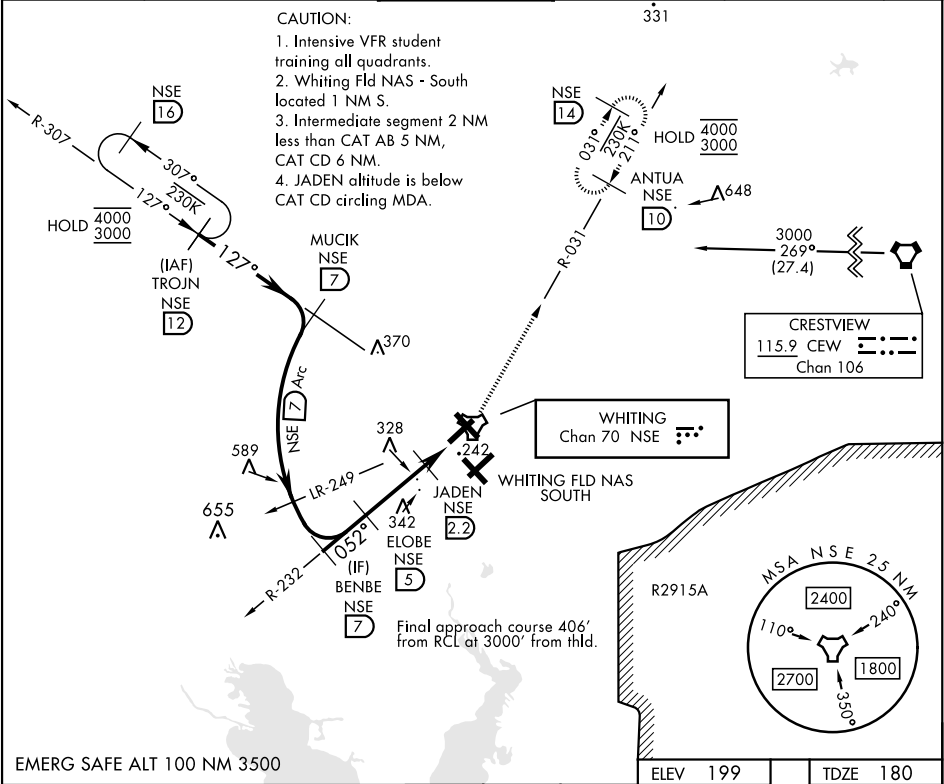 CAUTION:
1. Intensive VFR student
training all quadrants.
2. Whiting Fld NAS - South
located 1 NM S.
3. Intermediate segment 2 NM
less than CAT AB 5 NM,
CAT CD 6 NM.
4. JADEN altitude is below
CAT CD circling MDA.
331
NSE
16
R-307
307°
230K
127°
HOLD 4000
3000
127°
(IAF)
TROJN
NSE
12
MUCIK
NSE
7
370
NSE 7 Arc
NSE
14
031°
230K
211°
HOLD 4000
3000
ANTUA
NSE
10
648
R-031
3000
269°
(27.4)
CRESTVIEW
115.9 CEW
Chan 106
WHITING
Chan 70 NSE
589
655
LR-249
328
242
WHITING FLD NAS
SOUTH
JADEN
NSE
2.2
342
ELOBE
NSE
5
052°
(IF)
BENBE
NSE
7
R-232
Final approach course 406'
from RCL at 3000' from thld.
R2915A
MSA NSE 25 NM
2400
110°
240°
2700
1800
350°
EMERG SAFE ALT 100 NM 3500
ELEV 199
TDZE 180